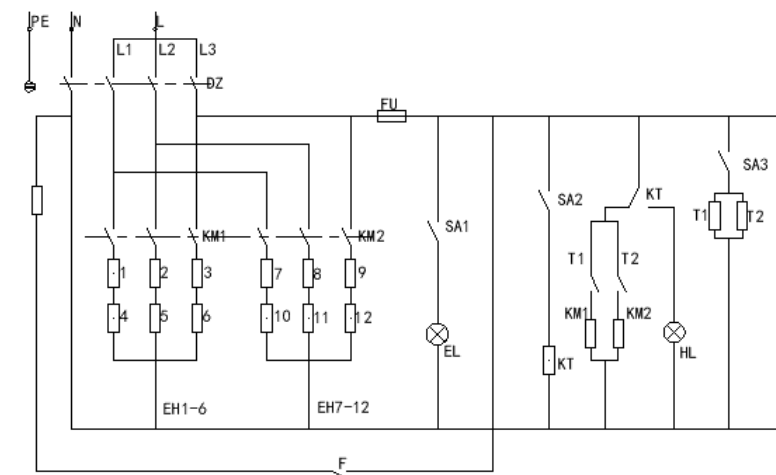 PE N L
L1 L2 L3
DZ
FU
SA1
SA2
KT
SA3
T1 T2
KM1 KM2
T1 T2
1 2 3 7 8 9
4 5 6 10 11 12
KM1 KM2
EL
KT
HL
EH1-6 EH7-12
F